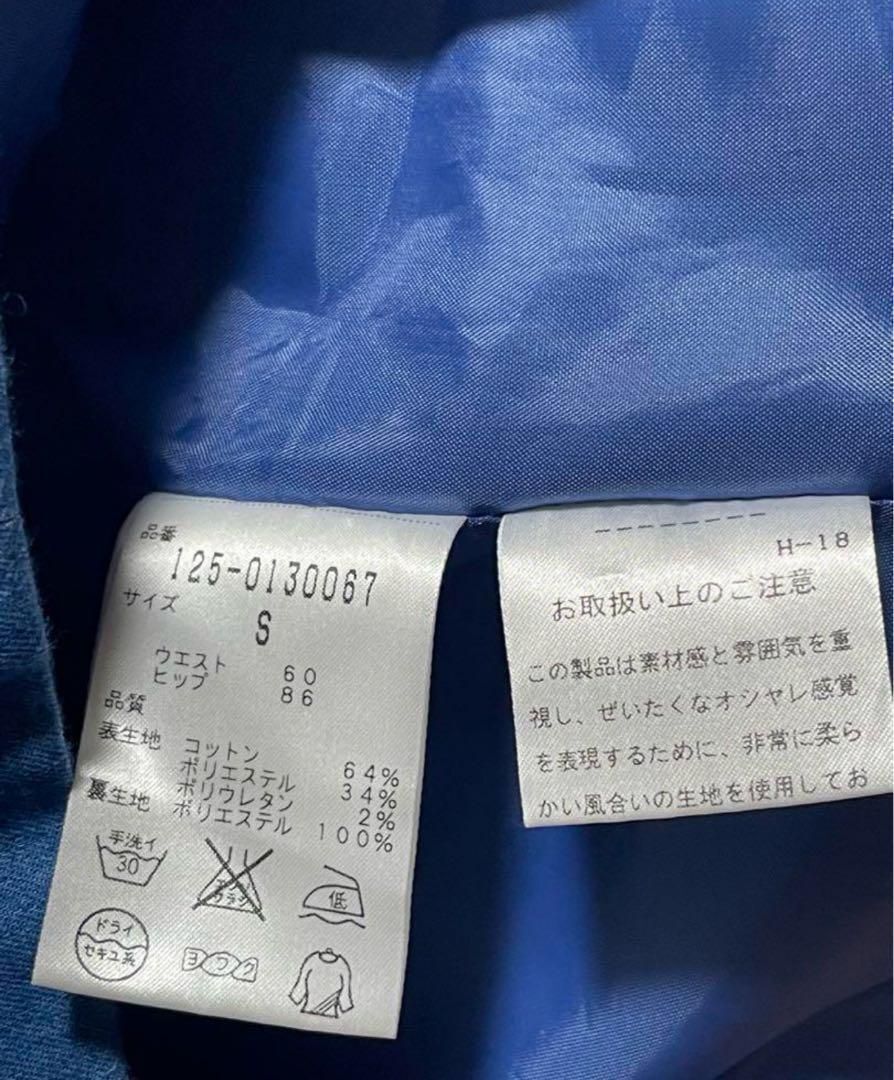 品番
125-0130067
サイズ
S
ウエスト 60
ヒップ 86
品質
表生地 コットン 64%
ポリエステル 34%
ポリウレタン 2%
裏生地 ポリエステル 100%
手洗イ
30
低
ドライ
セキユ系
ヨワク
H-18
お取扱い上のご注意
この製品は素材感と雰囲気を重
視し、ぜいたくなオシャレ感覚
を表現するために、非常に柔ら
かい風合いの生地を使用してお